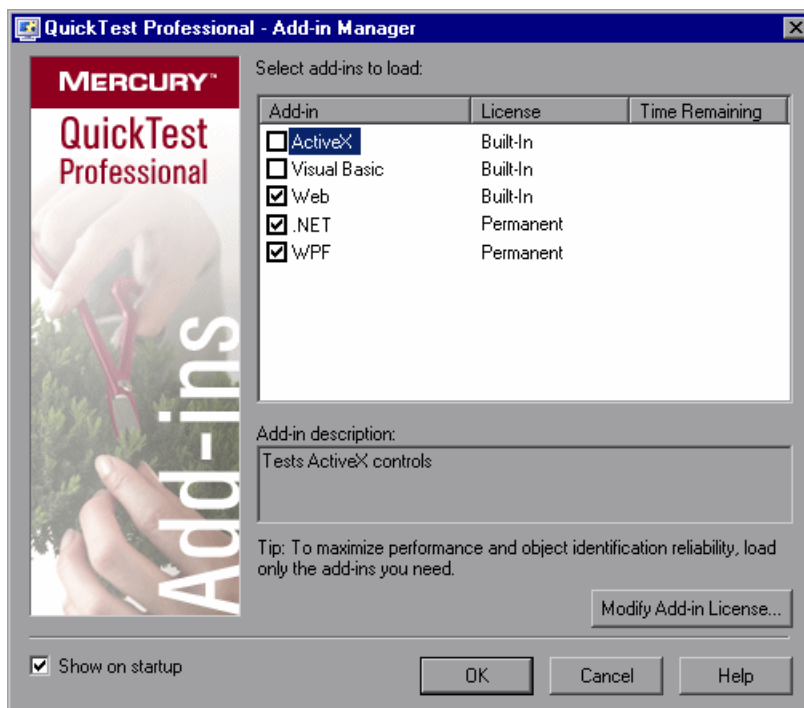 QuickTest Professional - Add-in Manager
MERCURY™
QuickTest
Professional
Add-ins
Select add-ins to load:
Add-in License Time Remaining
ActiveX Built-In
Visual Basic Built-In
Web Built-In
.NET Permanent
WPF Permanent
Add-in description:
Tests ActiveX controls
Tip: To maximize performance and object identification reliability, load
only the add-ins you need.
Modify Add-in License...
Show on startup
OK
Cancel
Help